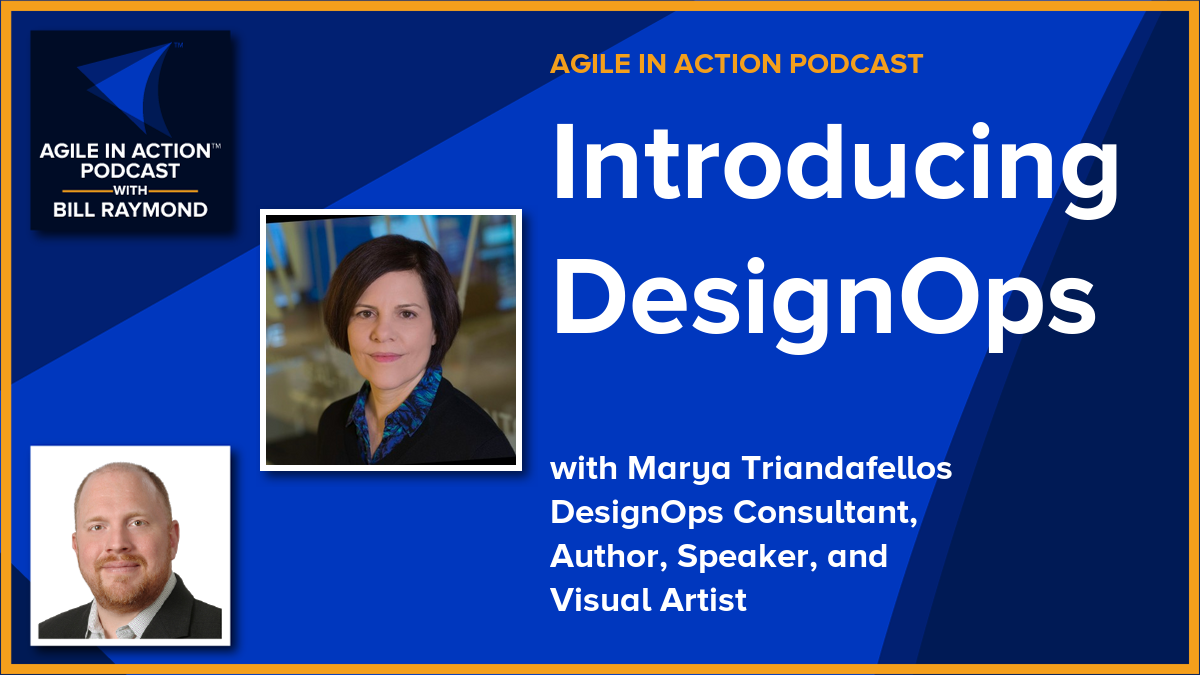 AGILE IN ACTION™
PODCAST
WITH
BILL RAYMOND
AGILE IN ACTION PODCAST
Introducing
DesignOps
with Marya Triandafellos
DesignOps Consultant,
Author, Speaker, and
Visual Artist